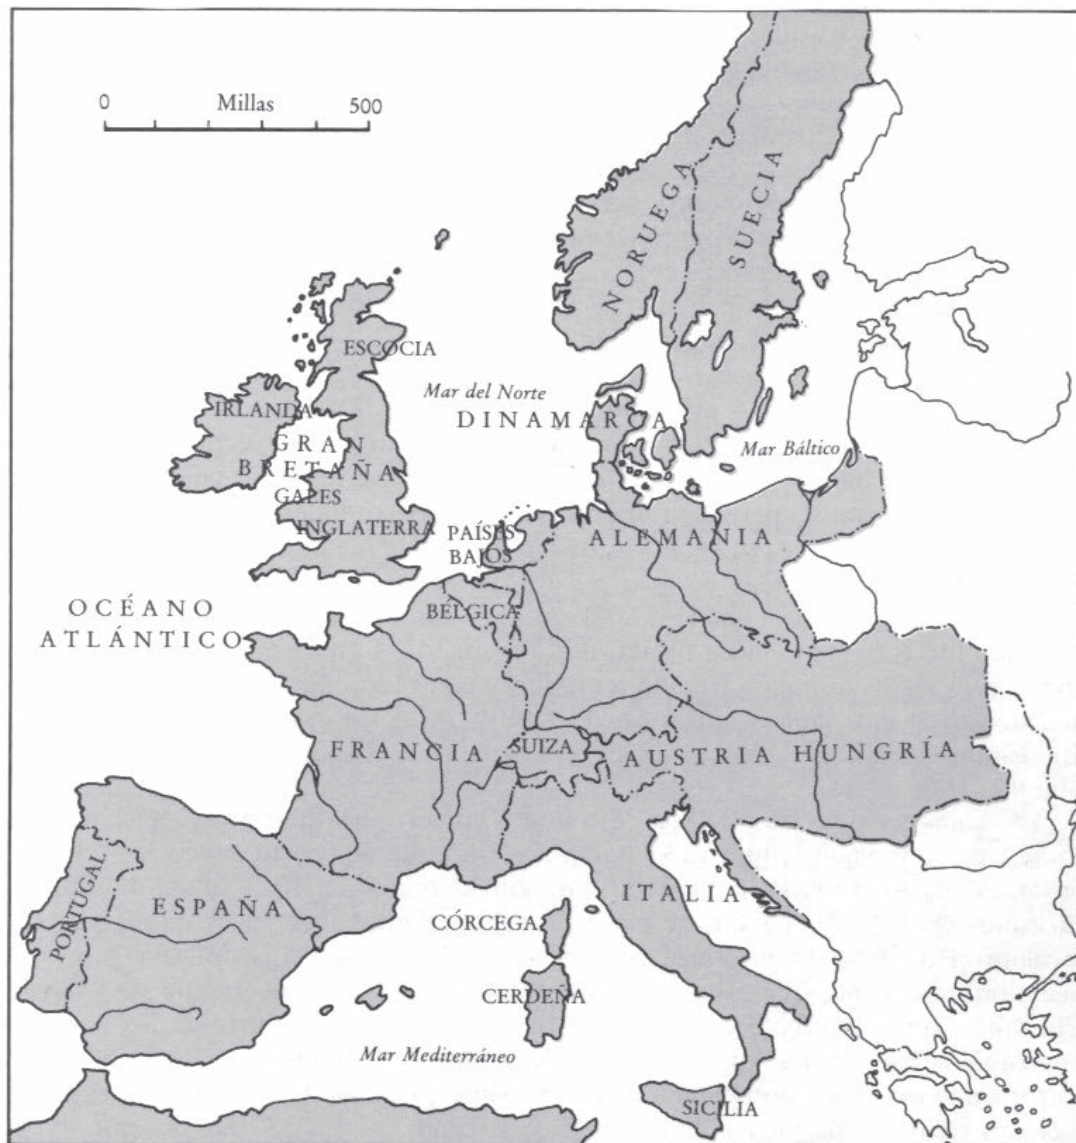 0 Millas 500
NORUEGA
SUECIA
ESCOCIA
Mar del Norte
DINAMARCA
IRLANDA
GRAN
BRETAÑA
Mar Báltico
GALES
INGLATERRA
PAÍSES
BAJOS
ALEMANIA
OCÉANO
ATLÁNTICO
BÉLGICA
FRANCIA
SUIZA
AUSTRIA HUNGRÍA
PORTUGAL
ESPAÑA
ITALIA
CÓRCEGA
CERDEÑA
Mar Mediterráneo
SICILIA